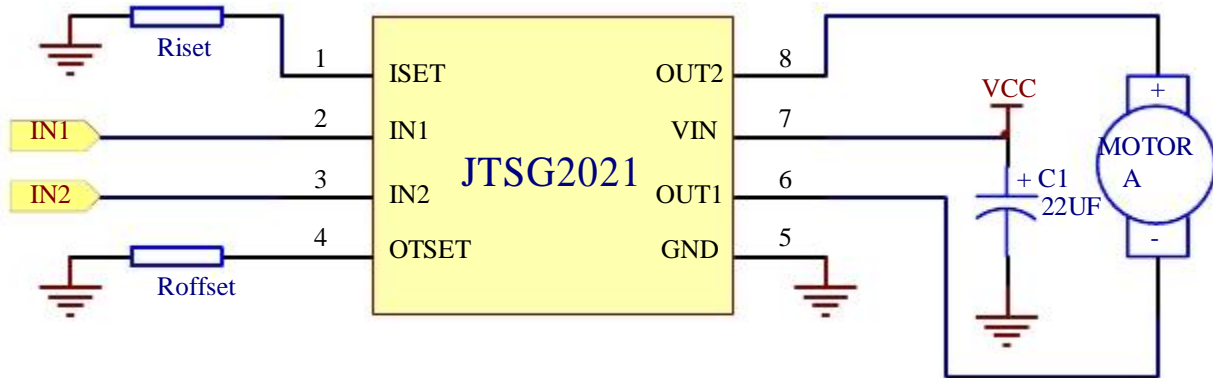 Riset
1
ISET
IN1
2
IN1
IN2
3
IN2
4
OTSET
Roffset
JTSG2021
OUT2
8
VIN
7
OUT1
6
GND
5
VCC
+ C1
22UF
+
MOTOR
A
-